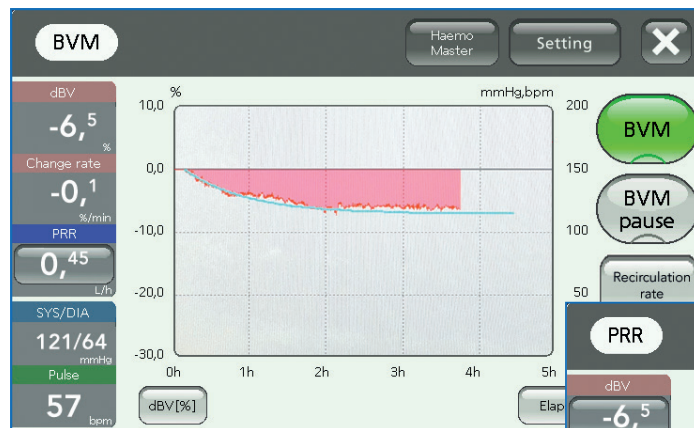 BVM
Haemo
Master
Setting
X
dBV
-6,5
%
Change rate
-0,1
%/min
PRR
0,45
L/h
SYS/DIA
121/64
mmHg
Pulse
57
bpm
%
mmHg,bpm
10,0
200
0,0
150
-10,0
100
-20,0
50
-30,0
0h 1h 2h 3h 4h 5h
dBV[%]
Elap
BVM
BVM
pause
Recirculation
rate
PRR
dBV
-6,5